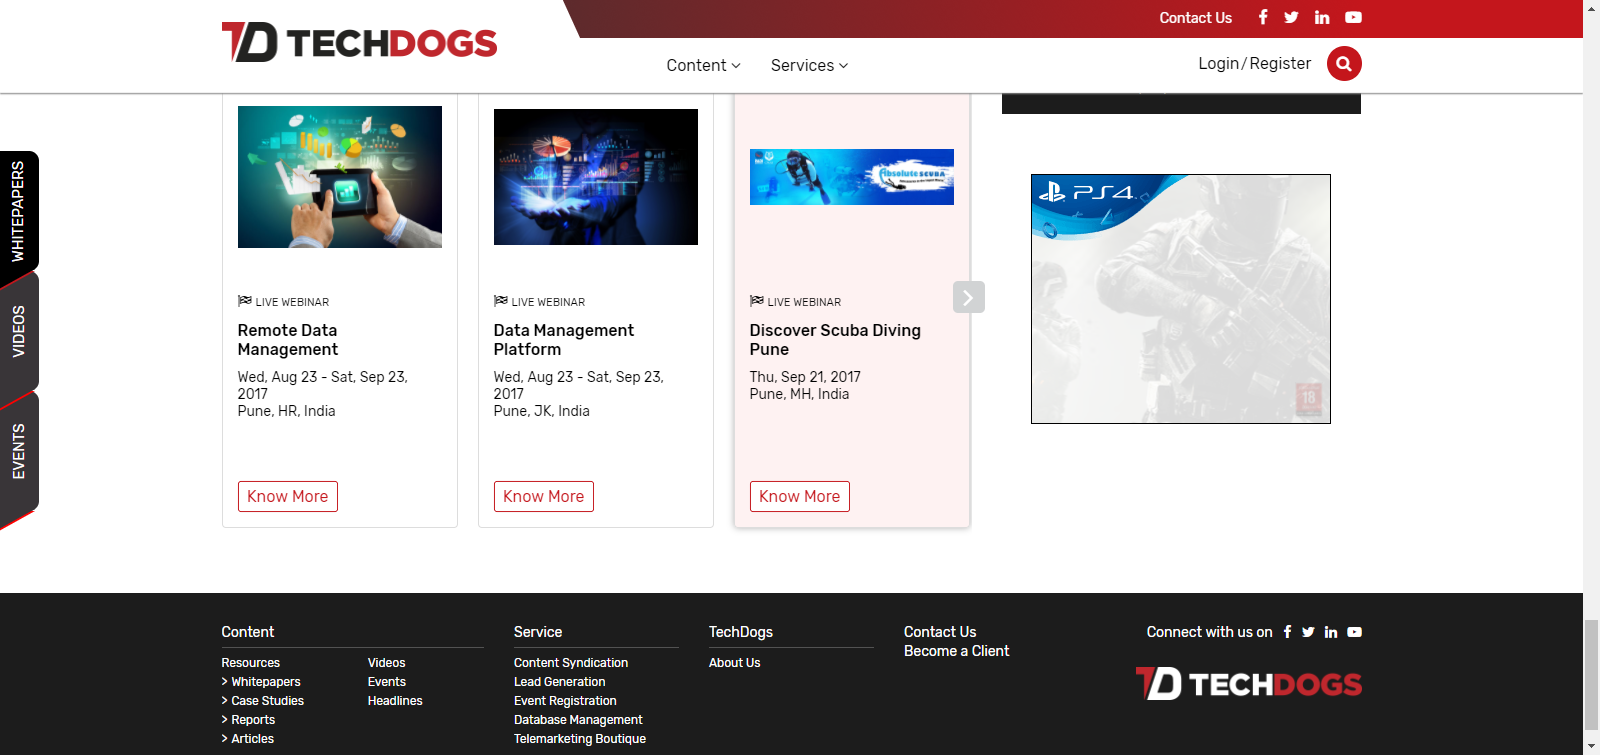 Contact Us
TECHDOGS
Content
Services
Login/Register
WHITEPAPERS
VIDEOS
EVENTS
LIVE WEBINAR
Remote Data
Management
Wed, Aug 23 - Sat, Sep 23,
2017
Pune, HR, India
Know More
LIVE WEBINAR
Data Management
Platform
Wed, Aug 23 - Sat, Sep 23,
2017
Pune, JK, India
Know More
Absolute SCUBA
LIVE WEBINAR
Discover Scuba Diving
Pune
Thu, Sep 21, 2017
Pune, MH, India
Know More
PS4
18
Content
Resources
> Whitepapers
> Case Studies
> Reports
> Articles
Videos
Events
Headlines
Service
Content Syndication
Lead Generation
Event Registration
Database Management
Telemarketing Boutique
TechDogs
About Us
Contact Us
Become a Client
Connect with us on
TECHDOGS